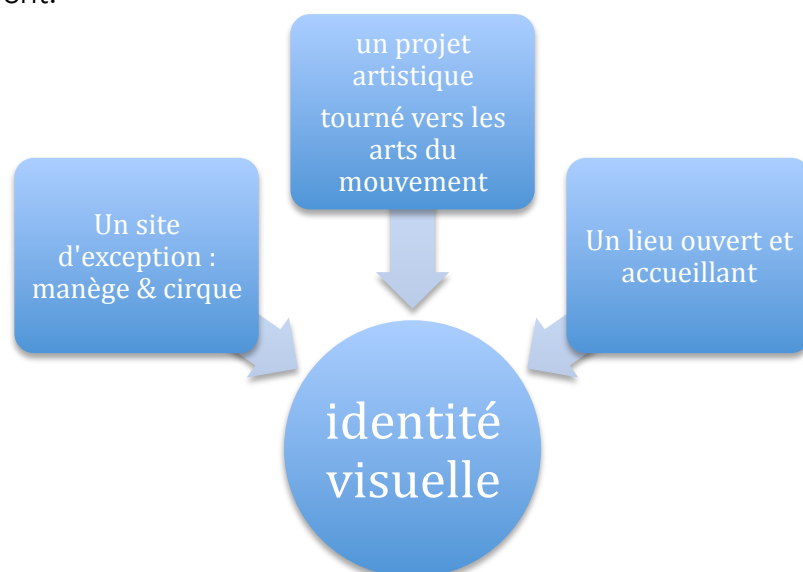 un projet
artistique
tourné vers les
arts du
mouvement
Un site
d'exception :
manège & cirque
Un lieu ouvert et
accueillant
identité
visuelle